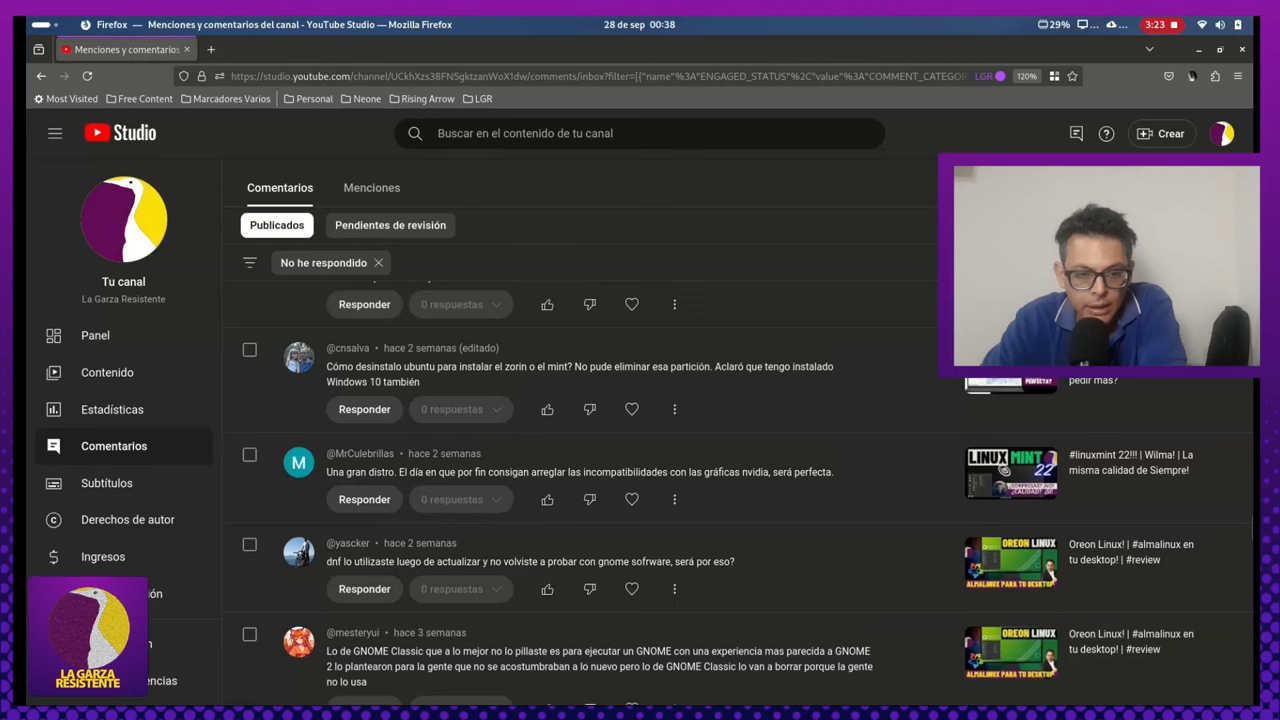 Firefox — Menciones y comentarios del canal - YouTube Studio — Mozilla Firefox
28 de sep 00:38
29%
3:23
Menciones y comentarios
https://studio.youtube.com/channel/
/comments/inbox?filter=[{"name"%3A"ENGAGED_STATUS"%2C"value"%3A"COMMENT_CATEGOR
LGR
120%
Most Visited
Free Content
Marcadores Varios
Personal
Neone
Rising Arrow
LGR
Studio
Buscar en el contenido de tu canal
Crear
Tu canal
La Garza Resistente
Panel
Contenido
Estadísticas
Comentarios
Subtítulos
Derechos de autor
Ingresos
LA GARZA
RESISTENTE
Comentarios
Menciones
Publicados
Pendientes de revisión
No he respondido
Responder
0 respuestas
@cnsalva • hace 2 semanas (editado)
Cómo desinstalo ubuntu para instalar el zorin o el mint? No pude eliminar esa partición. Aclaró que tengo instalado
Windows 10 también
pedir más?
Responder
0 respuestas
M
@MrCulebrillas • hace 2 semanas
Una gran distro. El día en que por fin consigan arreglar las incompatibilidades con las gráficas nvidia, será perfecta.
Responder
0 respuestas
LINUX MINT
22
#linuxmint 22!!! | Wilma! | La
misma calidad de Siempre!
@yascker • hace 2 semanas
dnf lo utilizaste luego de actualizar y no volviste a probar con gnome sofrware, será por eso?
Responder
0 respuestas
OREON LINUX
ALMALINUX PARA TU DESKTOP
Oreon Linux! | #almalinux en
tu desktop! | #review
@mesteryui • hace 3 semanas
Lo de GNOME Classic que a lo mejor no lo pillaste es para ejecutar un GNOME con una experiencia mas parecida a GNOME
2 lo plantearon para la gente que no se acostumbraban a lo nuevo pero lo de GNOME Classic lo van a borrar porque la gente
no lo usa
OREON LINUX
ALMALINUX PARA TU DESKTOP
Oreon Linux! | #almalinux en
tu desktop! | #review